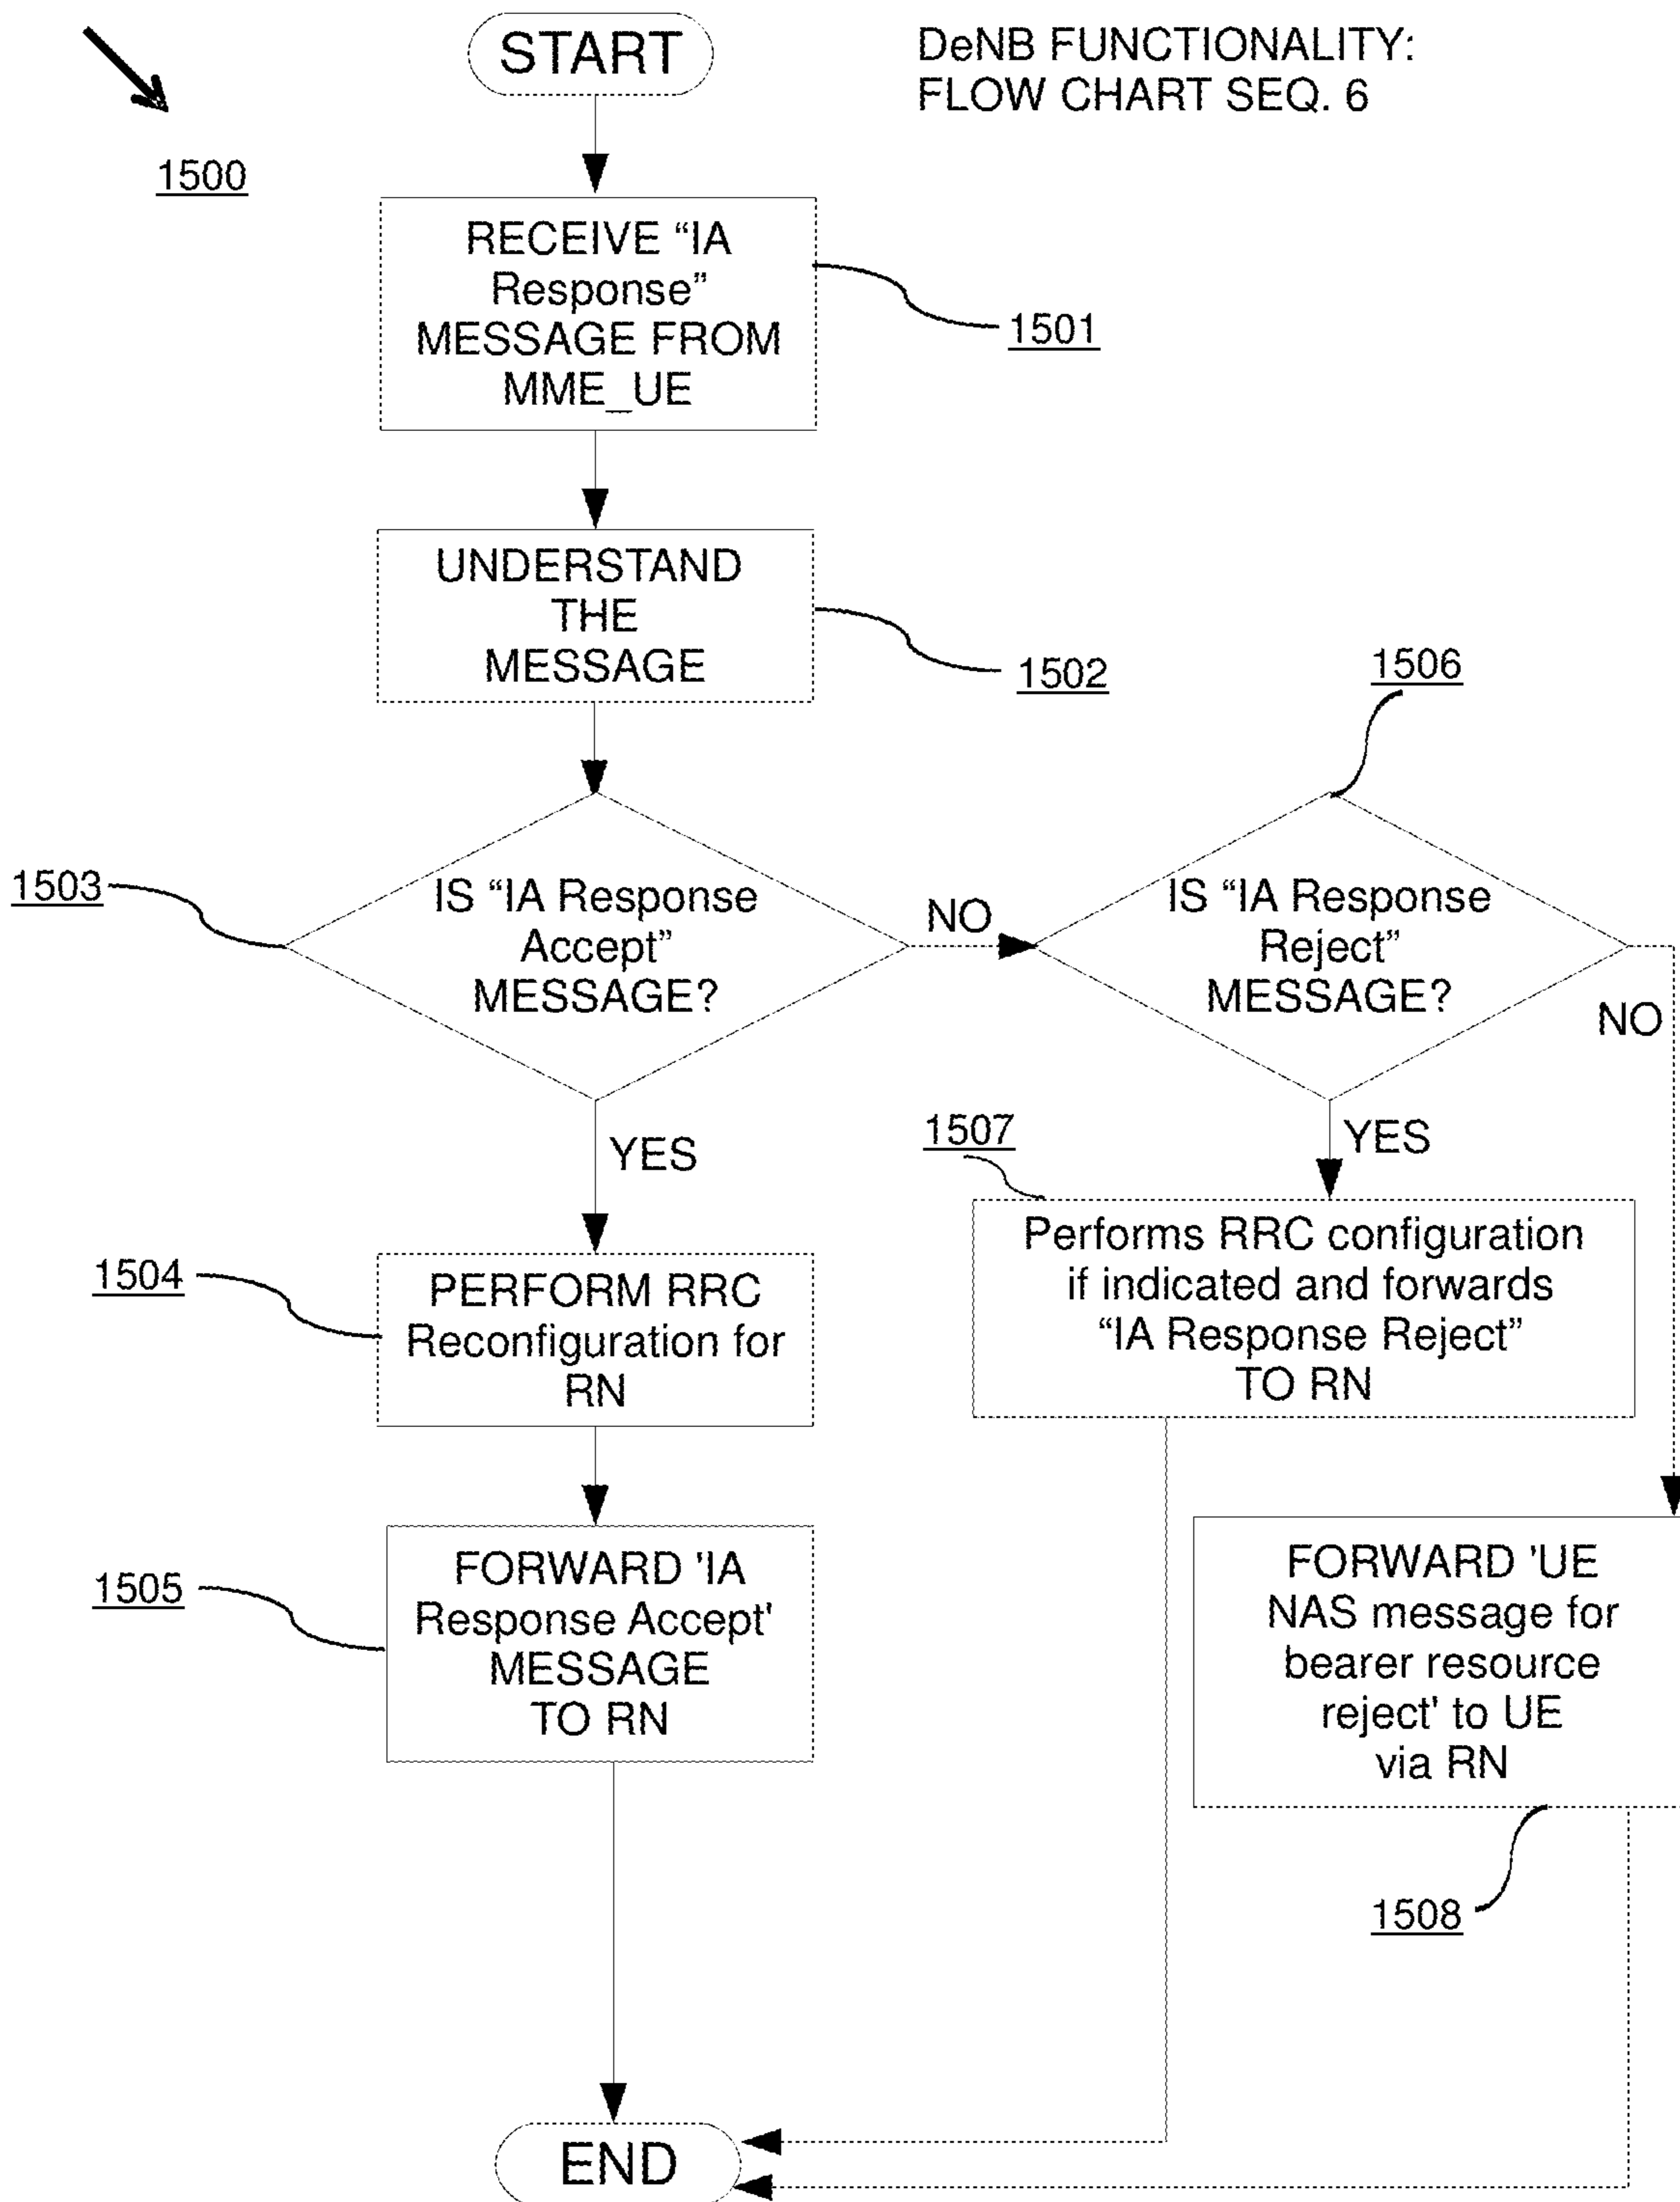 START
DeNB FUNCTIONALITY:
FLOW CHART SEQ. 6
1500
RECEIVE “IA
Response”
MESSAGE FROM
MME_UE
1501
UNDERSTAND
THE
MESSAGE
1502
1506
1503
IS “IA Response
Accept”
MESSAGE?
NO
IS “IA Response
Reject”
MESSAGE?
NO
YES
1507
YES
1504
PERFORM RRC
Reconfiguration for
RN
Performs RRC configuration
if indicated and forwards
“IA Response Reject”
TO RN
1505
FORWARD 'IA
Response Accept'
MESSAGE
TO RN
FORWARD 'UE
NAS message for
bearer resource
reject' to UE
via RN
1508
END